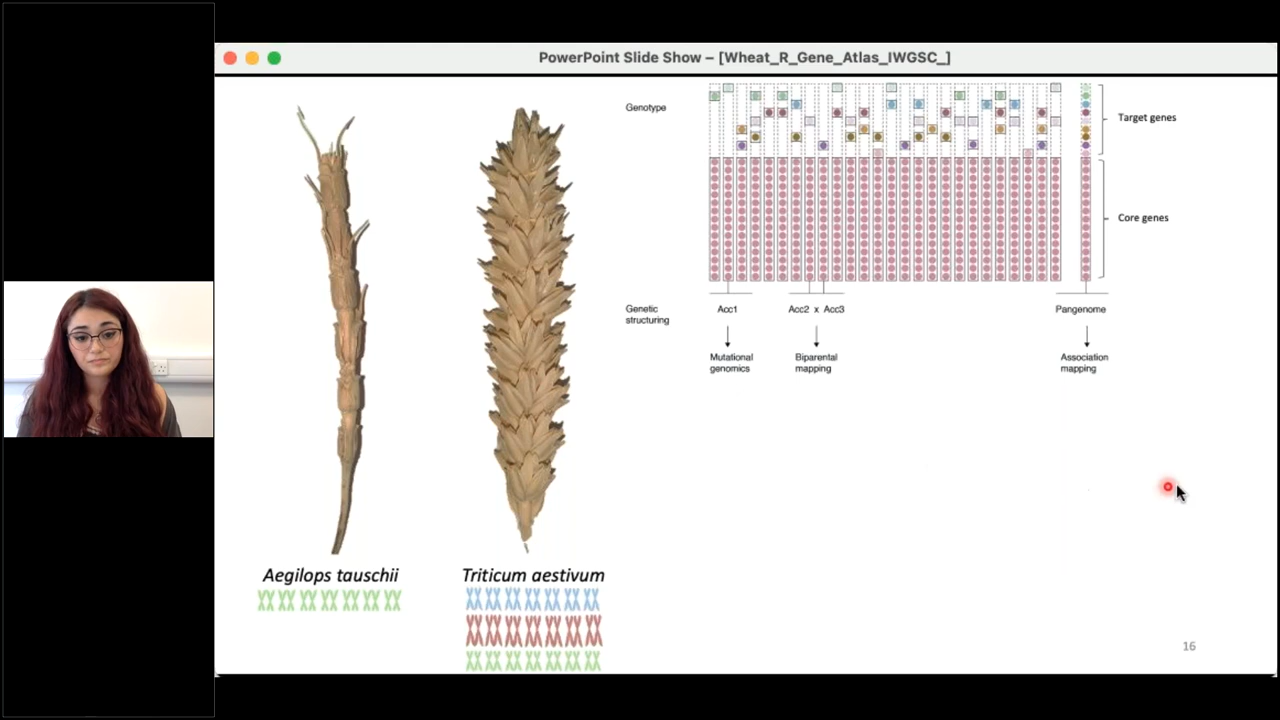 PowerPoint Slide Show – [Wheat_R_Gene_Atlas_IWGSC_]
Genotype
Target genes
Core genes
Genetic
structuring
Acc1
Acc2 x Acc3
Pangenome
Mutational
genomics
Biparental
mapping
Association
mapping
Aegilops tauschii
Triticum aestivum
16